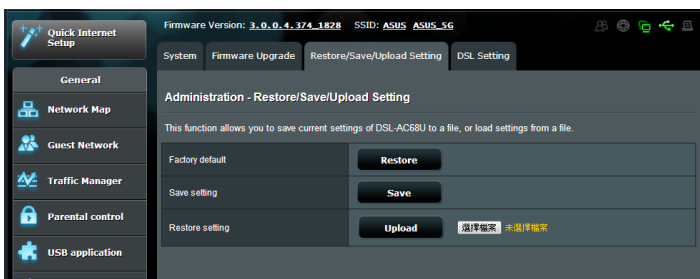 Quick Internet
Setup
General
Network Map
Guest Network
Traffic Manager
Parental control
USB application
Firmware Version: 3.0.0.4.374_1828 SSID: ASUS ASUS_5G
System Firmware Upgrade Restore/Save/Upload Setting DSL Setting
Administration - Restore/Save/Upload Setting
This function allows you to save current settings of DSL-AC68U to a file, or load settings from a file.
Factory default Restore
Save setting Save
Restore setting Upload 選擇檔案 未選擇檔案